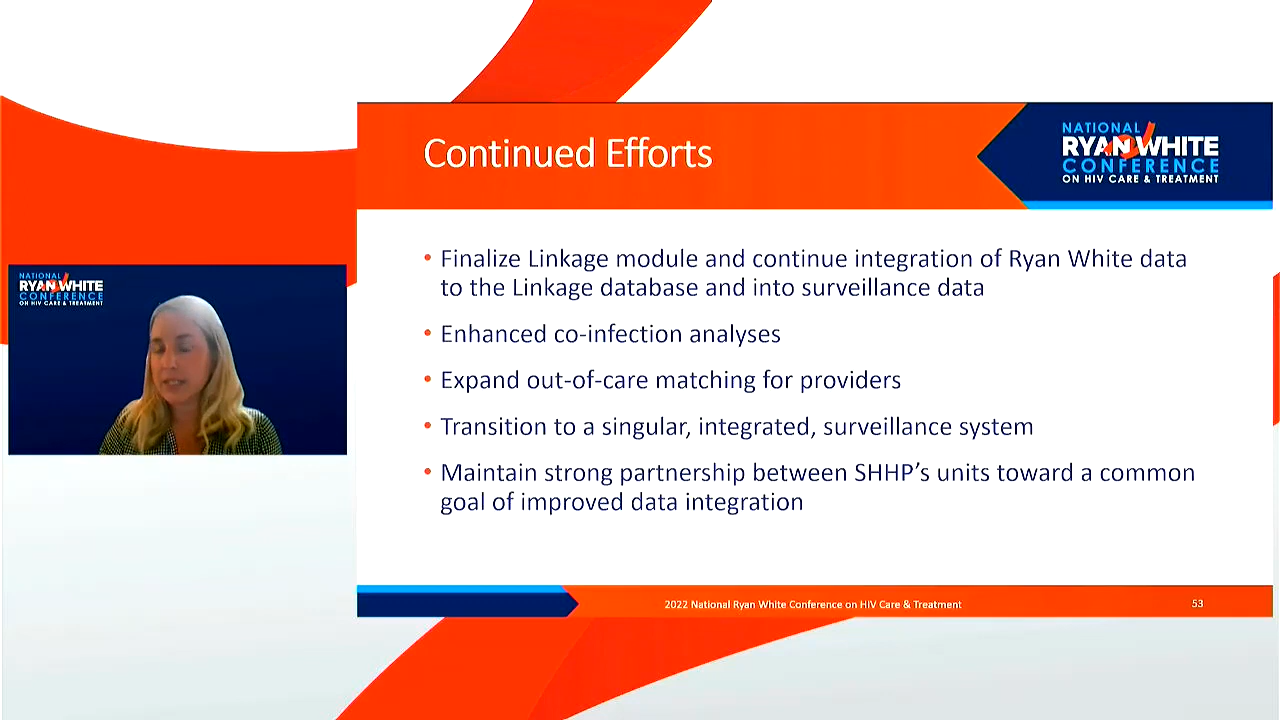 NATIONAL
RYAN WHITE
CONFERENCE
ON HIV CARE & TREATMENT
Continued Efforts
NATIONAL
RYAN WHITE
CONFERENCE
ON HIV CARE & TREATMENT
• Finalize Linkage module and continue integration of Ryan White data
to the Linkage database and into surveillance data
• Enhanced co-infection analyses
• Expand out-of-care matching for providers
• Transition to a singular, integrated, surveillance system
• Maintain strong partnership between SHHP’s units toward a common
goal of improved data integration
2022 National Ryan White Conference on HIV Care & Treatment
53